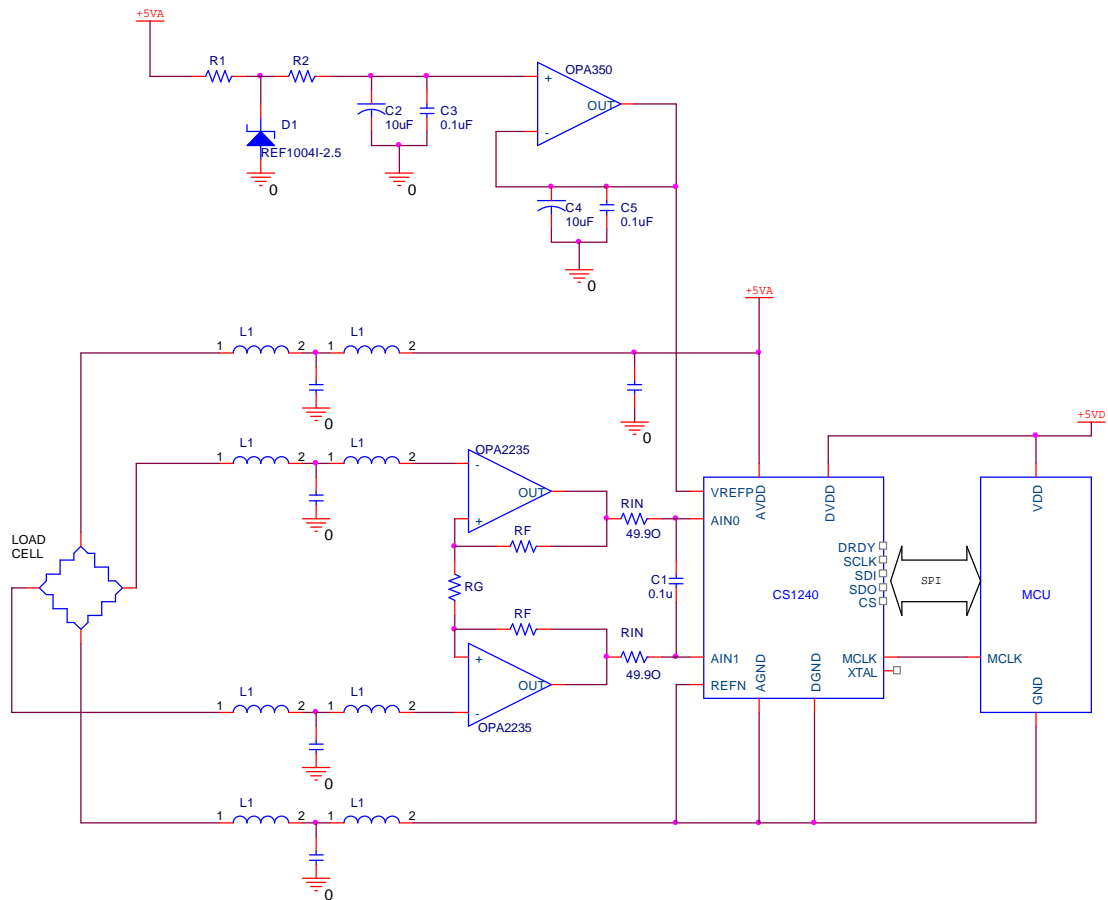 +5VA
R1
R2
D1
REF1004I-2.5
0
C2
10uF
C3
0.1uF
0
OPA350
+
OUT
-
C4
10uF
C5
0.1uF
0
+5VA
L1
1
2
L1
1
2
0
0
+5VD
L1
1
2
L1
1
2
0
OPA2235
-
OUT
+
RF
RG
RF
RIN
49.9O
C1
0.1u
RIN
49.9O
+
OUT
-
OPA2235
LOAD
CELL
VREFP
AIN0
AVDD
DVDD
DRDY
SCLK
SDI
SDO
CS
CS1240
AIN1
REFN
AGND
DGND
MCLK
XTAL
SPI
VDD
MCU
MCLK
GND
L1
1
2
L1
1
2
0
L1
1
2
L1
1
2
0